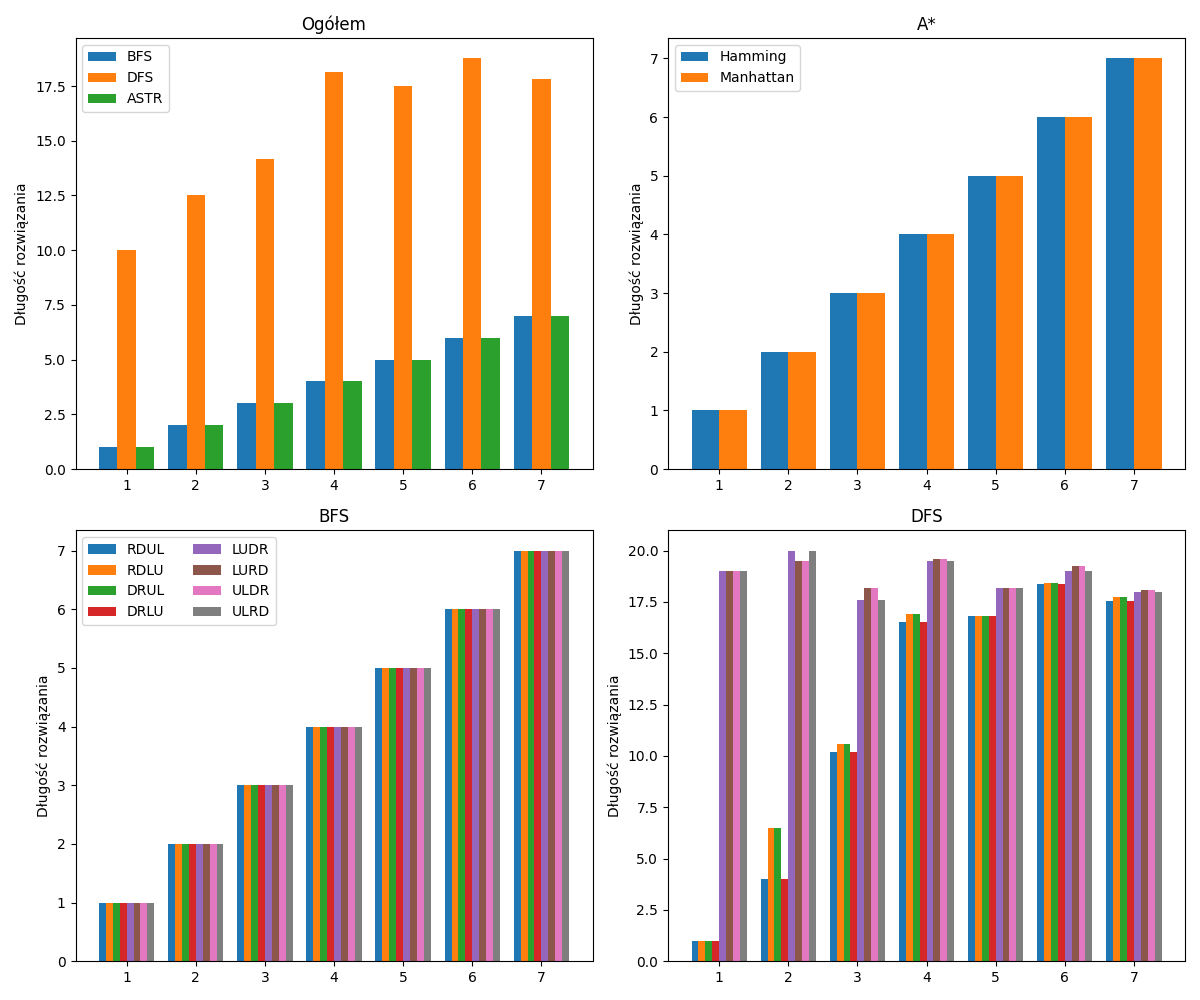 Ogółem
BFS
DFS
ASTR
Długość rozwiązania
17.5
15.0
12.5
10.0
7.5
5.0
2.5
0.0
1 2 3 4 5 6 7
A*
Hamming
Manhattan
Długość rozwiązania
7
6
5
4
3
2
1
0
1 2 3 4 5 6 7
BFS
RDUL LUDR
RDLU LURD
DRUL ULDR
DRLU ULRD
Długość rozwiązania
7
6
5
4
3
2
1
0
1 2 3 4 5 6 7
DFS
Długość rozwiązania
20.0
17.5
15.0
12.5
10.0
7.5
5.0
2.5
0.0
1 2 3 4 5 6 7